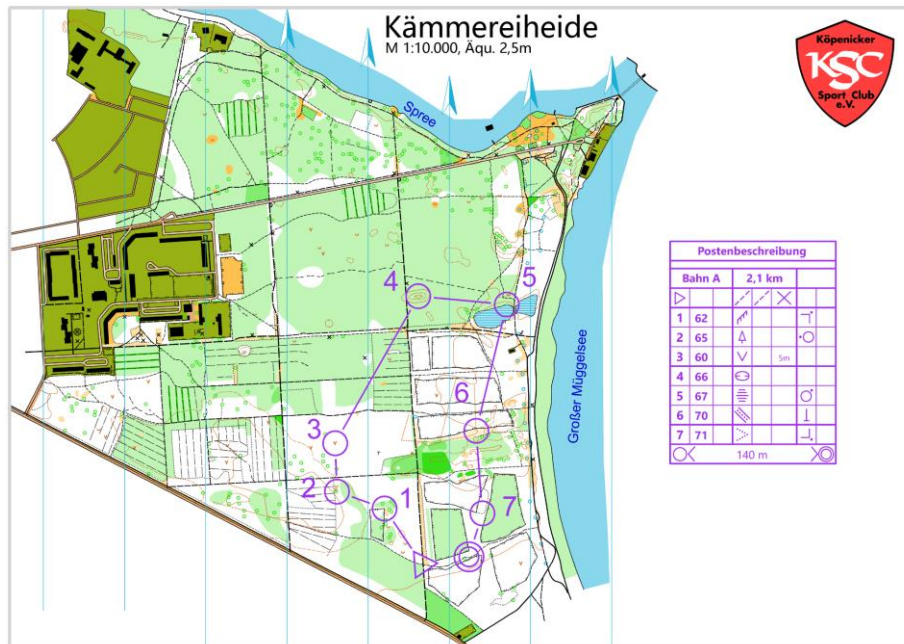 Kämmereiheide
M 1:10.000, Äqu. 2,5m
Köpenicker
KSC
Sport Club
e.V.
Spree
Großer Müggelsee
4
5
6
3
2
1
7
Postenbeschreibung
Bahn A 2,1 km
1 62
2 65
3 60 5m
4 66
5 67
6 70
7 71
140 m